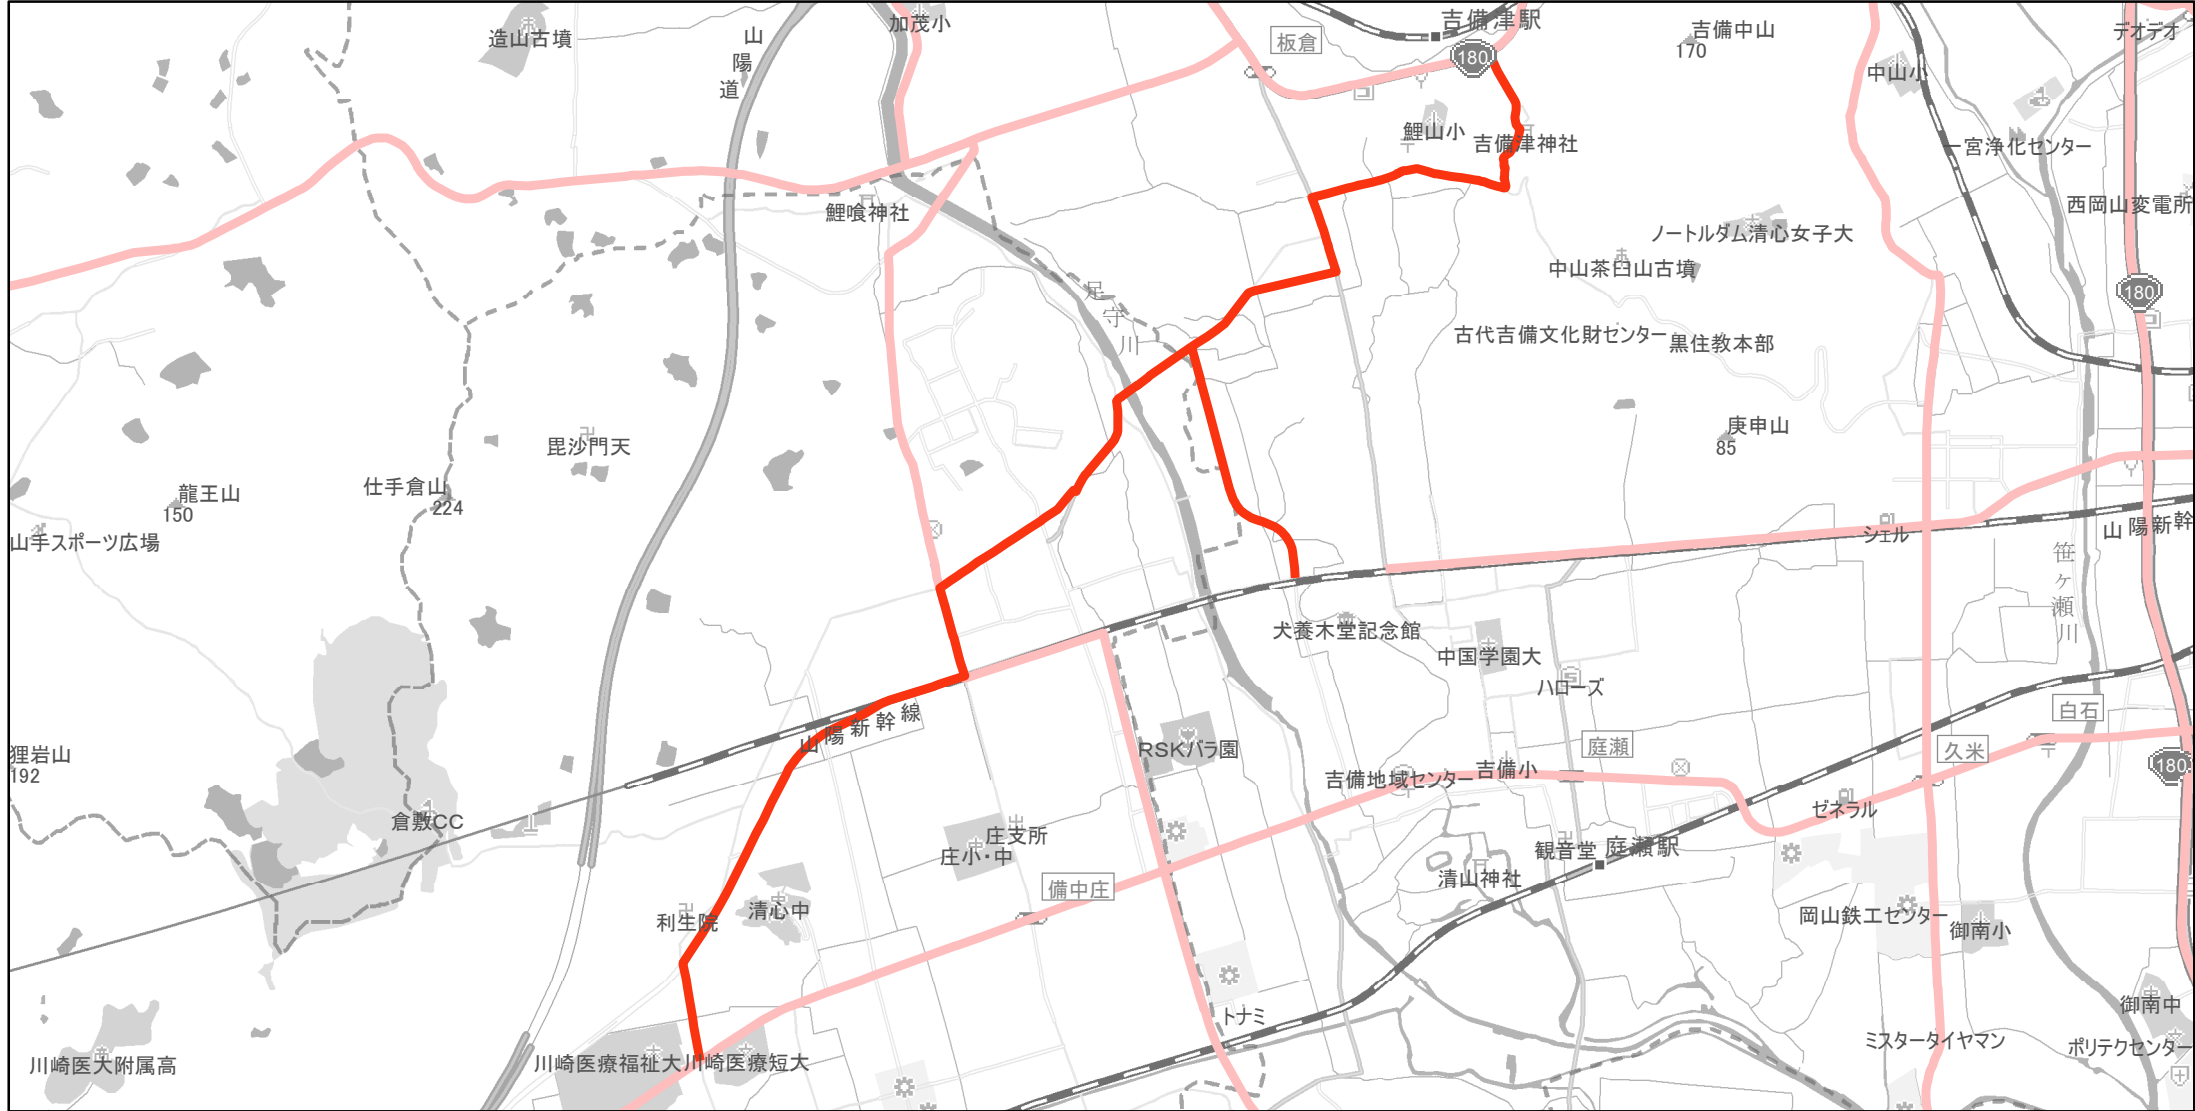 造山古墳
山陽道
加茂小
板倉
吉備津駅
180
吉備中山
170
中山小
デオデオ
鯉山小
吉備津神社
一宮浄化センター
鯉喰神社
ノートルダム清心女子大
西岡山変電所
中山茶臼山古墳
足守川
180
古代吉備文化財センター
黒住教本部
毘沙門天
庚申山
85
龍王山
150
仕手倉山
224
山手スポーツ広場
シェル
山陽新幹
笹ヶ瀬川
犬養木堂記念館
中国学園大
ハローズ
山陽新幹線
白石
狸岩山
192
RSKバラ園
庭瀬
久米
180
吉備地域センター
吉備小
ゼネラル
倉敷CC
庄支所
庄小・中
観音堂
庭瀬駅
備中庄
清山神社
利生院
清心中
岡山鉄工センター
御南小
御南中
トナミ
ミスタータイヤマン
ポリテクセンター
川崎医大附属高
川崎医療福祉大
川崎医療短大